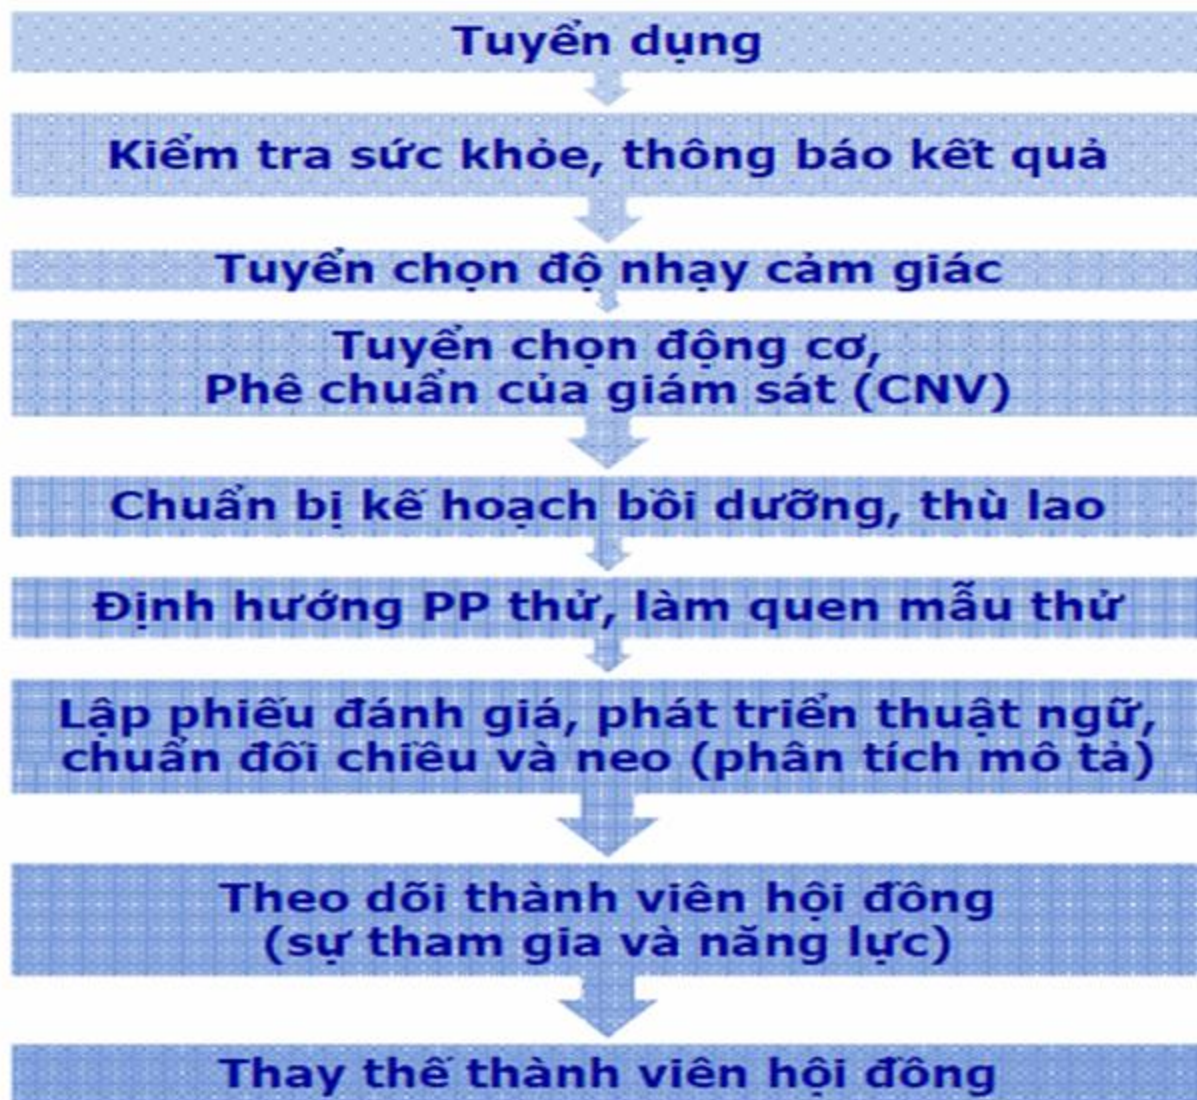 Tuyển dụng
Kiểm tra sức khỏe, thông báo kết quả
Tuyển chọn độ nhạy cảm giác
Tuyển chọn động cơ,
Phê chuẩn của giám sát (CNV)
Chuẩn bị kế hoạch bồi dưỡng, thù lao
Định hướng PP thử, làm quen mẫu thử
Lập phiếu đánh giá, phát triển thuật ngữ,
chuẩn đối chiều và neo (phân tích mô tả)
Theo dõi thành viên hội đồng
(sự tham gia và năng lực)
Thay thế thành viên hội đồng